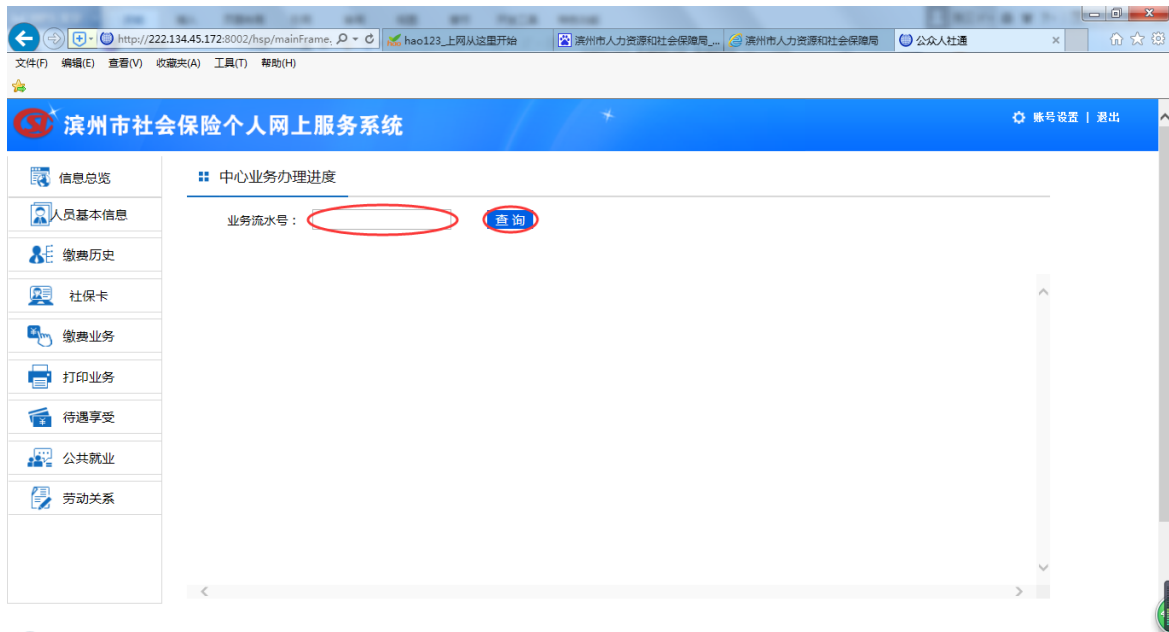 http://222.134.45.172:8002/hsp/mainFrame.
hao123_上网从这里开始
滨州市人力资源和社会保障局_...
滨州市人力资源和社会保障局
公众人社通
文件(F) 编辑(E) 查看(V) 收藏夹(A) 工具(T) 帮助(H)
滨州市社会保险个人网上服务系统
账号设置 | 退出
信息总览
人员基本信息
缴费历史
社保卡
缴费业务
打印业务
待遇享受
公共就业
劳动关系
中心业务办理进度
业务流水号：
查询